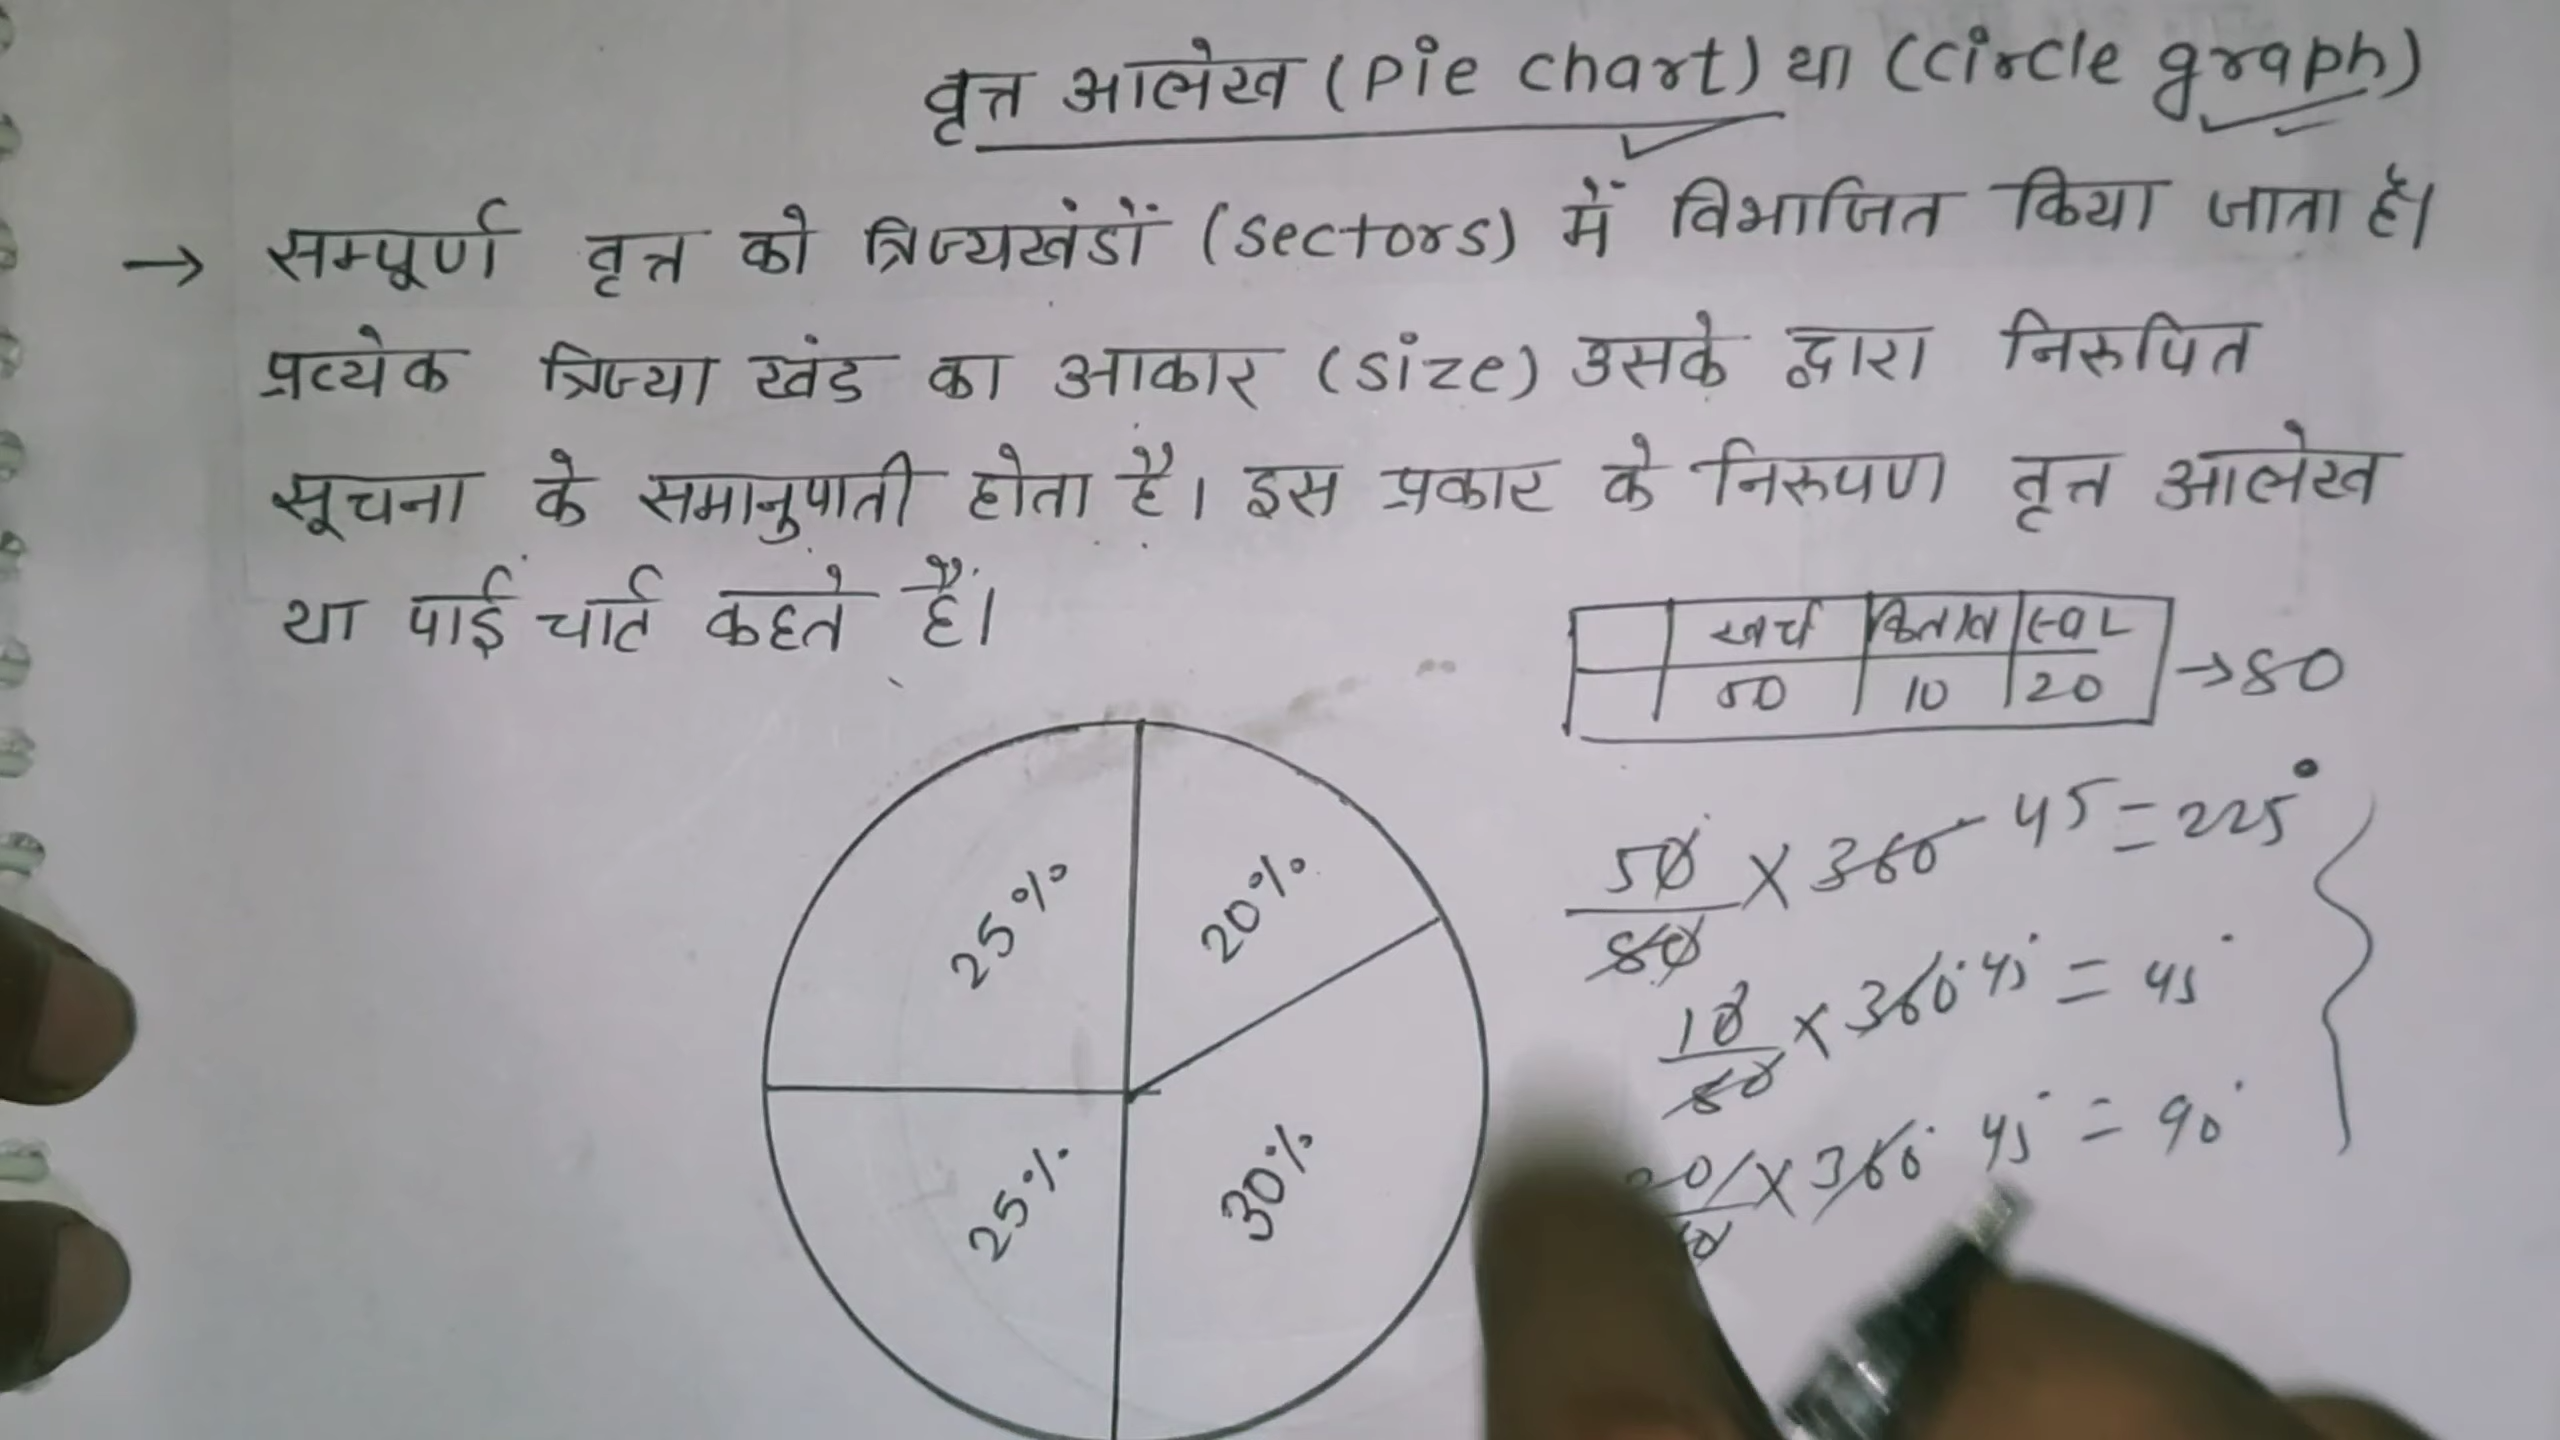 वृत्त आलेख (Pie chart) या (circle graph)
→ सम्पूर्ण वृत्त को त्रिज्यखंडों (sectors) में विभाजित किया जाता है।
प्रत्येक त्रिज्या खंड का आकार (size) उसके द्वारा निरुपित
सूचना के समानुपाती होता है। इस प्रकार के निरुपण वृत्त आलेख
या पाई चार्ट कहते हैं।
खर्च किताब
50 10 20 → 80
25% 20%
25% 30%
50/80 × 360 45 = 225°
10/80 × 360° 45° = 45°
20/80 × 360° 45° = 90°